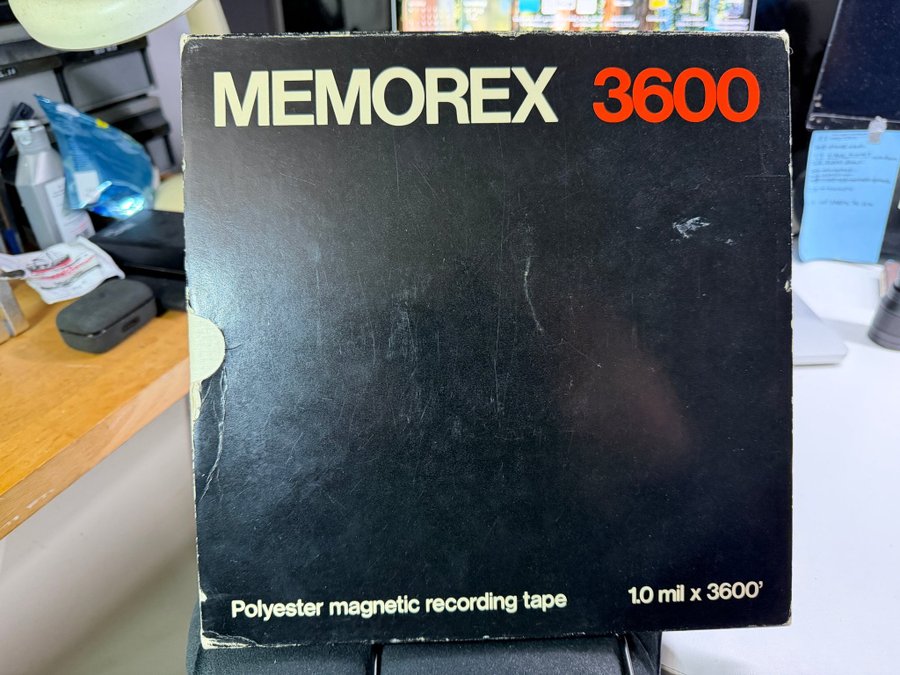 MEMOREX 3600
Polyester magnetic recording tape 1.0 mil x 3600'